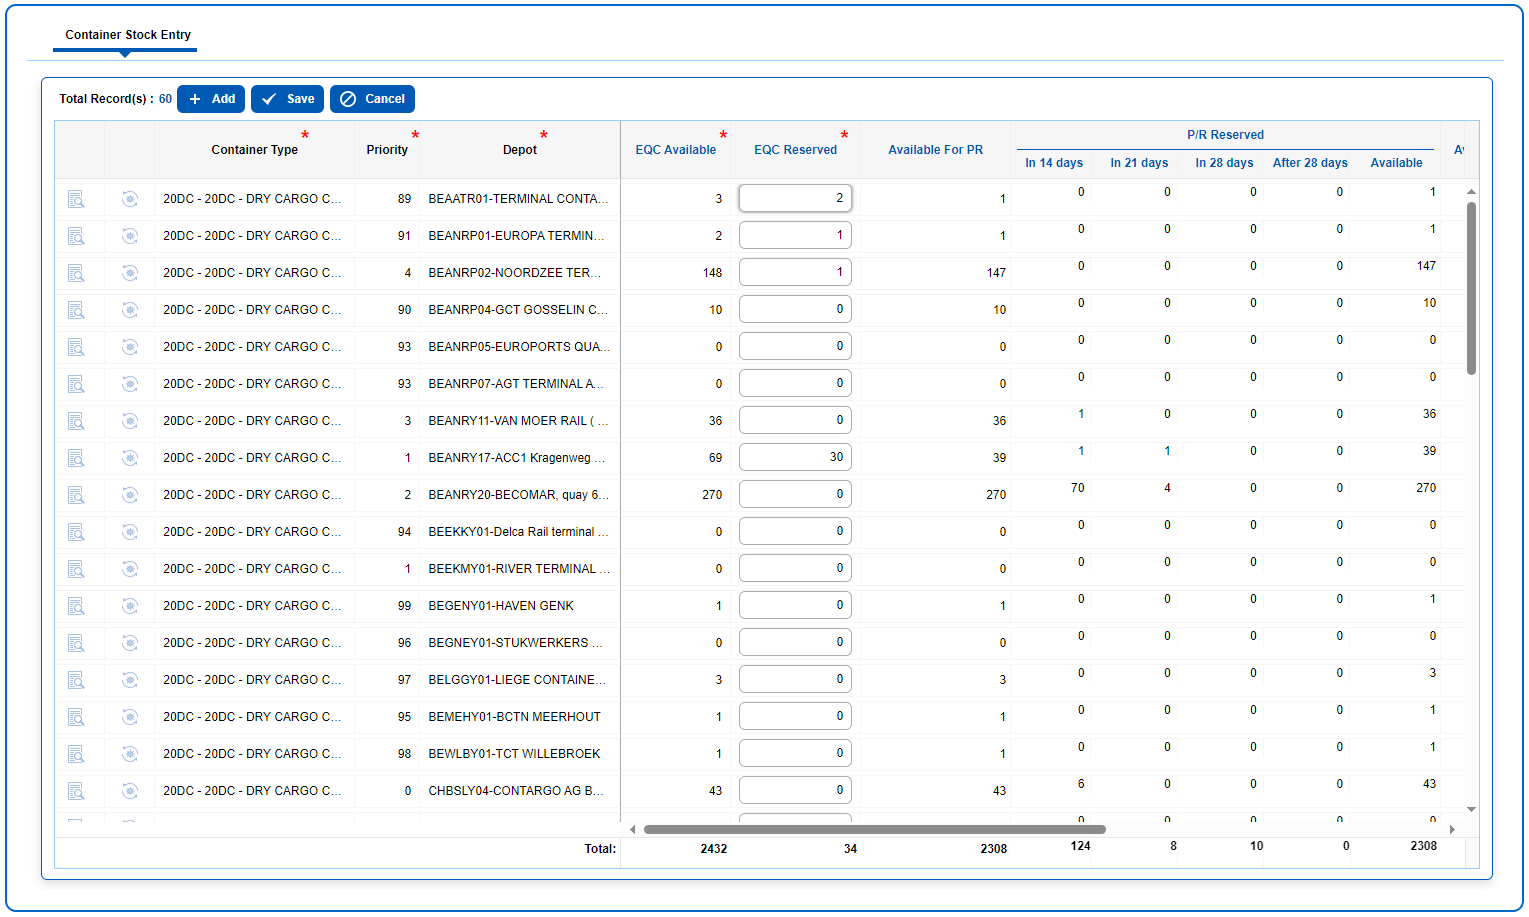 Container Stock Entry
Total Record(s) : 60 Add Save Cancel
* * * * * P/R Reserved
Container Type Priority Depot EQC Available EQC Reserved Available For PR In 14 days In 21 days In 28 days After 28 days Available
20DC - 20DC - DRY CARGO C... 89 BEAATR01-TERMINAL CONTA... 3 2 1 0 0 0 0 1
20DC - 20DC - DRY CARGO C... 91 BEANRP01-EUROPA TERMIN... 2 1 1 0 0 0 0 1
20DC - 20DC - DRY CARGO C... 4 BEANRP02-NOORDZEE TER... 148 1 147 0 0 0 0 147
20DC - 20DC - DRY CARGO C... 90 BEANRP04-GCT GOSSELIN C... 10 0 10 0 0 0 0 10
20DC - 20DC - DRY CARGO C... 93 BEANRP05-EUROPORTS QUA... 0 0 0 0 0 0 0 0
20DC - 20DC - DRY CARGO C... 93 BEANRP07-AGT TERMINAL A... 0 0 0 0 0 0 0 0
20DC - 20DC - DRY CARGO C... 3 BEANRY11-VAN MOER RAIL ( ... 36 0 36 1 0 0 0 36
20DC - 20DC - DRY CARGO C... 1 BEANRY17-ACC1 Kragenweg ... 69 30 39 1 1 0 0 39
20DC - 20DC - DRY CARGO C... 2 BEANRY20-BECOMAR, quay 6... 270 0 270 70 4 0 0 270
20DC - 20DC - DRY CARGO C... 94 BEEKKY01-Delca Rail terminal ... 0 0 0 0 0 0 0 0
20DC - 20DC - DRY CARGO C... 1 BEEKMY01-RIVER TERMINAL ... 0 0 0 0 0 0 0 0
20DC - 20DC - DRY CARGO C... 99 BEGENY01-HAVEN GENK 1 0 1 0 0 0 0 1
20DC - 20DC - DRY CARGO C... 96 BEGNEY01-STUKWERKERS ... 0 0 0 0 0 0 0 0
20DC - 20DC - DRY CARGO C... 97 BELGGY01-LIEGE CONTAINE... 3 0 3 0 0 0 0 3
20DC - 20DC - DRY CARGO C... 95 BEMEHY01-BCTN MEERHOUT 1 0 1 0 0 0 0 1
20DC - 20DC - DRY CARGO C... 98 BEWLBY01-TCT WILLEBROEK 1 0 1 0 0 0 0 1
20DC - 20DC - DRY CARGO C... 0 CHBSLY04-CONTARGO AG B... 43 0 43 6 0 0 0 43
0 0 0 0 0
Total: 2432 34 2308 124 8 10 0 2308